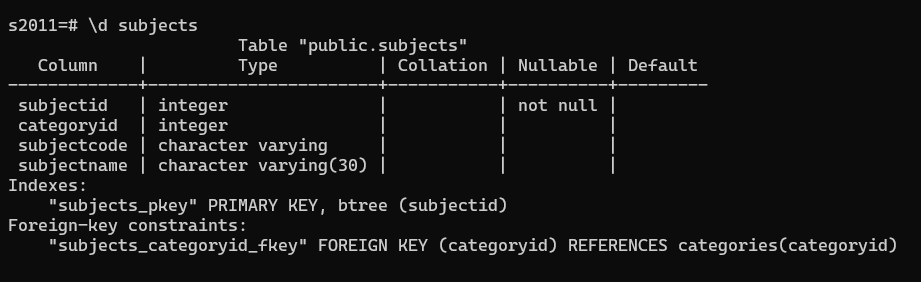 s2011=# \d subjects
                       Table "public.subjects"
   Column    |         Type          | Collation | Nullable | Default
-------------+-----------------------+-----------+----------+---------
 subjectid   | integer               |           | not null |
 categoryid  | integer               |           |          |
 subjectcode | character varying     |           |          |
 subjectname | character varying(30) |           |          |
Indexes:
    "subjects_pkey" PRIMARY KEY, btree (subjectid)
Foreign-key constraints:
    "subjects_categoryid_fkey" FOREIGN KEY (categoryid) REFERENCES categories(categoryid)